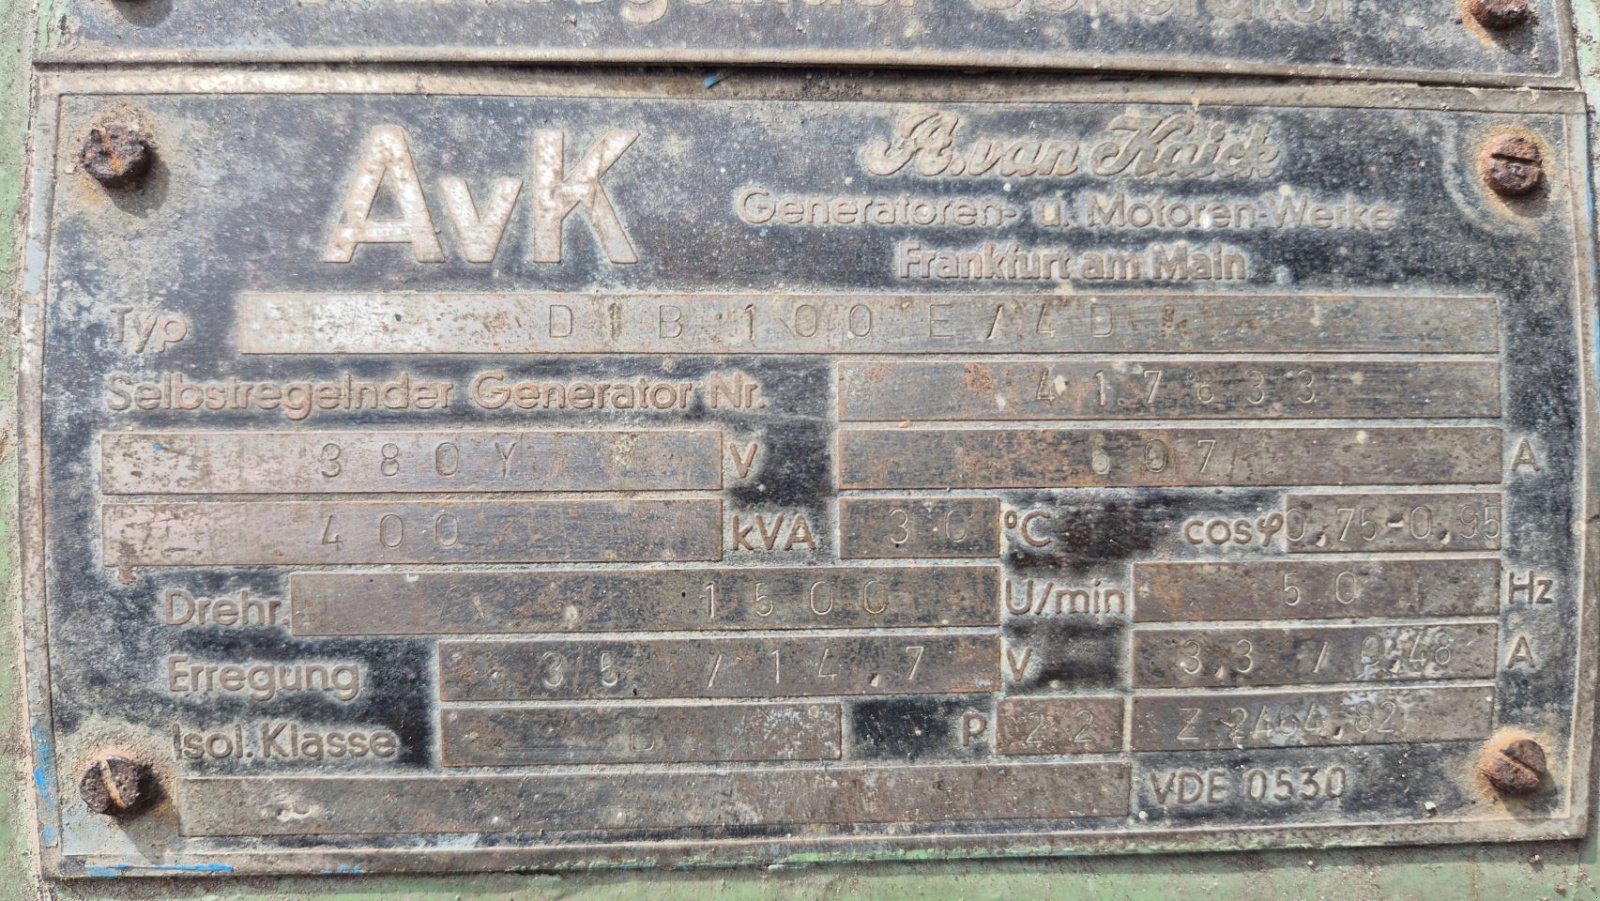 Selbstregelnder Generator
AvK
A. van Kaick
Generatoren- u. Motoren-Werke
Frankfurt am Main
Typ DIB 100 E/4D
Selbstregelnder Generator Nr. 417633
380Y V 607/ A
400 kVA 30 °C cosφ 0,75-0,95
Drehr. 1500 U/min 50 Hz
Erregung 35 / 14,7 V 3,3 / 0,48 A
Isol. Klasse P 22 Z 2464.82
VDE 0530